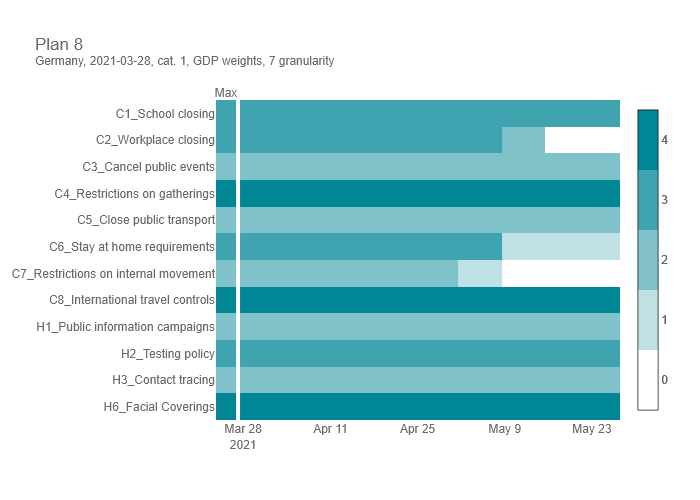 Plan 8
Germany, 2021-03-28, cat. 1, GDP weights, 7 granularity
Max
C1_School closing
C2_Workplace closing
C3_Cancel public events
C4_Restrictions on gatherings
C5_Close public transport
C6_Stay at home requirements
C7_Restrictions on internal movement
C8_International travel controls
H1_Public information campaigns
H2_Testing policy
H3_Contact tracing
H6_Facial Coverings
4
3
2
1
0
Mar 28 Apr 11 Apr 25 May 9 May 23
2021